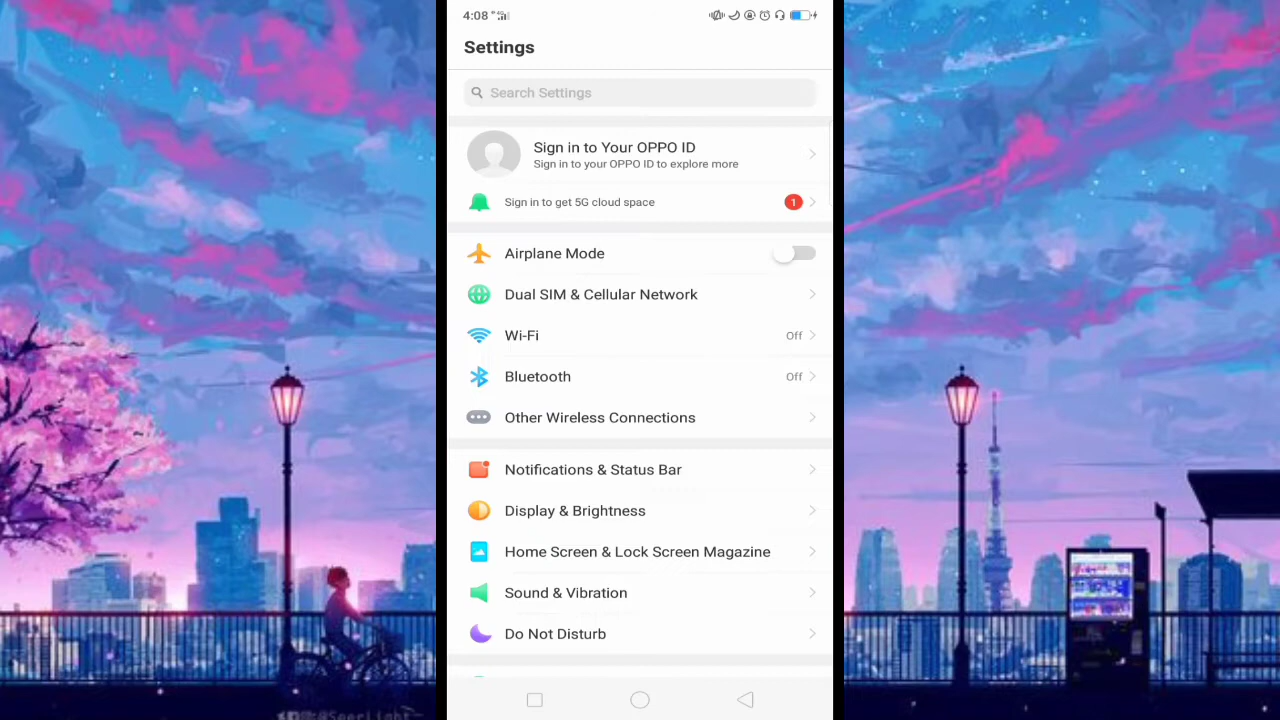 4:08
Settings
Search Settings
Sign in to Your OPPO ID
Sign in to your OPPO ID to explore more
Sign in to get 5G cloud space
1
Airplane Mode
Dual SIM & Cellular Network
Wi-Fi
Off
Bluetooth
Off
Other Wireless Connections
Notifications & Status Bar
Display & Brightness
Home Screen & Lock Screen Magazine
Sound & Vibration
Do Not Disturb